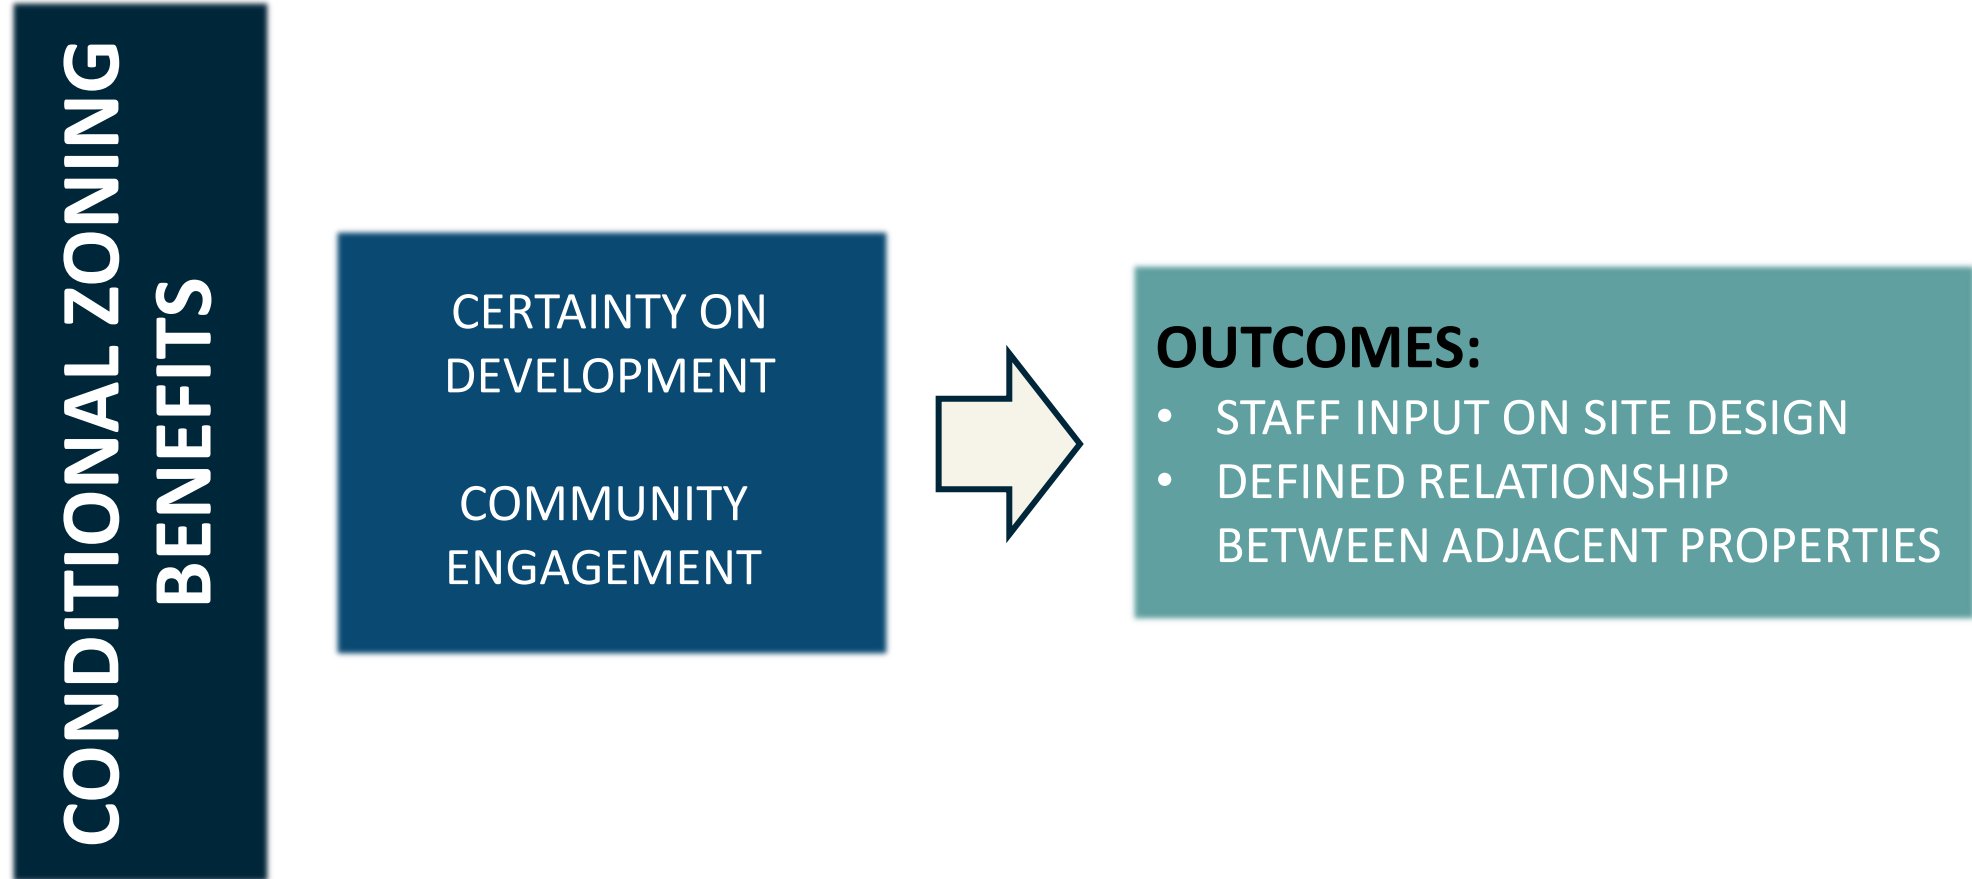 CONDITIONAL ZONING
BENEFITS
CERTAINTY ON
DEVELOPMENT
COMMUNITY
ENGAGEMENT
OUTCOMES:
• STAFF INPUT ON SITE DESIGN
• DEFINED RELATIONSHIP
BETWEEN ADJACENT PROPERTIES